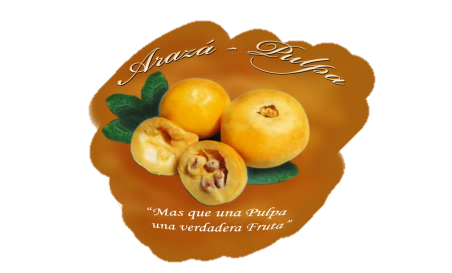 Arazá - Pulpa
“Mas que una Pulpa
una verdadera Fruta”